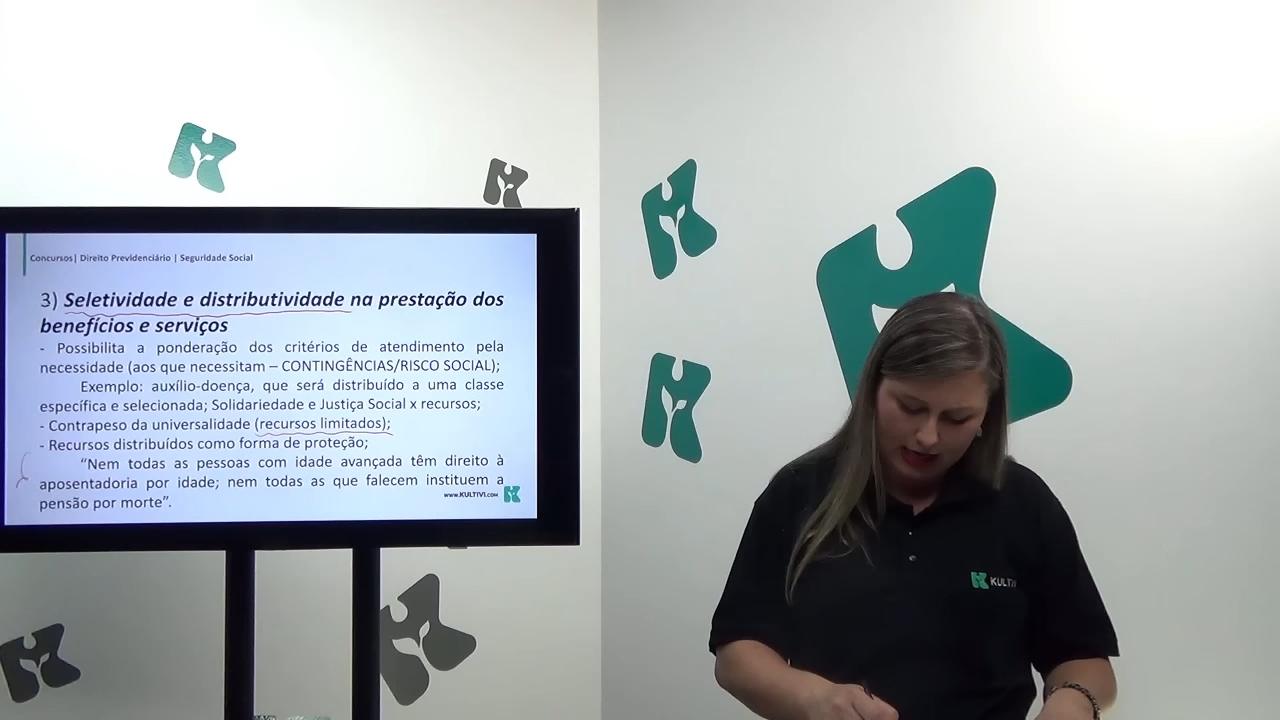 Concursos| Direito Previdenciário | Seguridade Social
3) Seletividade e distributividade na prestação dos
benefícios e serviços
- Possibilita a ponderação dos critérios de atendimento pela
necessidade (aos que necessitam – CONTINGÊNCIAS/RISCO SOCIAL);
Exemplo: auxílio-doença, que será distribuído a uma classe
específica e selecionada; Solidariedade e Justiça Social x recursos;
- Contrapeso da universalidade (recursos limitados);
- Recursos distribuídos como forma de proteção;
“Nem todas as pessoas com idade avançada têm direito à
aposentadoria por idade; nem todas as que falecem instituem a
pensão por morte”.
www.KULTIVI.COM
KULTIVI